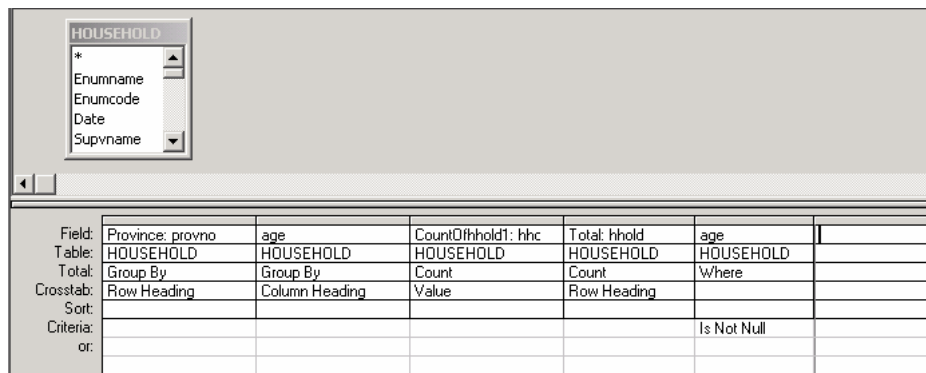 HOUSEHOLD
*
Enumname
Enumcode
Date
Supvname
Field: Province: provno age CountOfhhold1: hhc Total: hhold age
Table: HOUSEHOLD HOUSEHOLD HOUSEHOLD HOUSEHOLD HOUSEHOLD
Total: Group By Group By Count Count Where
Crosstab: Row Heading Column Heading Value Row Heading
Sort:
Criteria: Is Not Null
or: